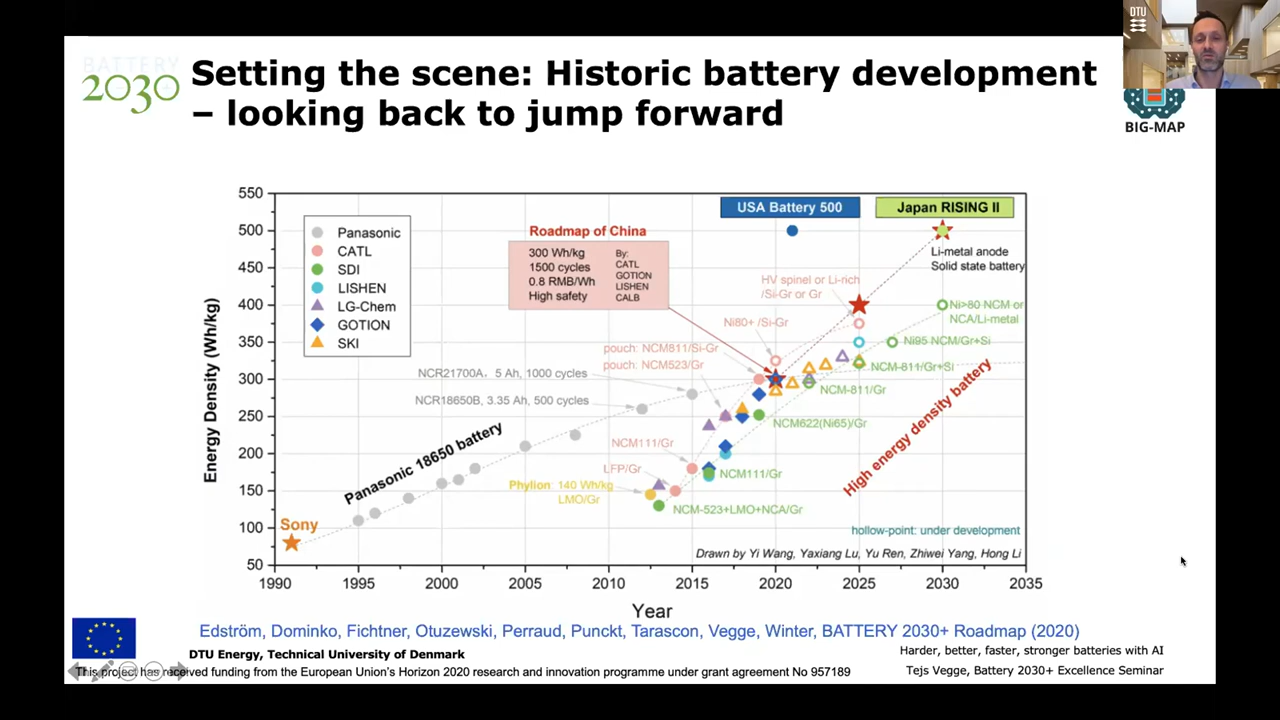 DTU
BATTERY
2030
Setting the scene: Historic battery development
– looking back to jump forward
BIG-MAP
550
500
450
400
350
300
250
200
150
100
50
Energy Density (Wh/kg)
Panasonic
CATL
SDI
LISHEN
LG-Chem
GOTION
SKI
Roadmap of China
300 Wh/kg
1500 cycles
0.8 RMB/Wh
High safety
By:
CATL
GOTION
LISHEN
CALB
USA Battery 500
Japan RISING II
Li-metal anode
Solid state battery
HV spinel or Li-rich
/Si-Gr or Gr
Ni>80 NCM or
NCA/Li-metal
Ni80+ /Si-Gr
Ni95 NCM/Gr+Si
pouch: NCM811/Si-Gr
pouch: NCM523/Gr
NCM-811/Gr+Si
NCR21700A, 5 Ah, 1000 cycles
NCM-811/Gr
NCR18650B, 3.35 Ah, 500 cycles
NCM622(Ni65)/Gr
Panasonic 18650 battery
High energy density battery
NCM111/Gr
LFP/Gr
NCM111/Gr
Phylion: 140 Wh/kg
LMO/Gr
NCM-523+LMO+NCA/Gr
Sony
hollow-point: under development
Drawn by Yi Wang, Yaxiang Lu, Yu Ren, Zhiwei Yang, Hong Li
1990 1995 2000 2005 2010 2015 2020 2025 2030 2035
Year
Edström, Dominko, Fichtner, Otuzewski, Perraud, Punckt, Tarascon, Vegge, Winter, BATTERY 2030+ Roadmap (2020)
DTU Energy, Technical University of Denmark
Harder, better, faster, stronger batteries with AI
This project has received funding from the European Union's Horizon 2020 research and innovation programme under grant agreement No 957189
Tejs Vegge, Battery 2030+ Excellence Seminar